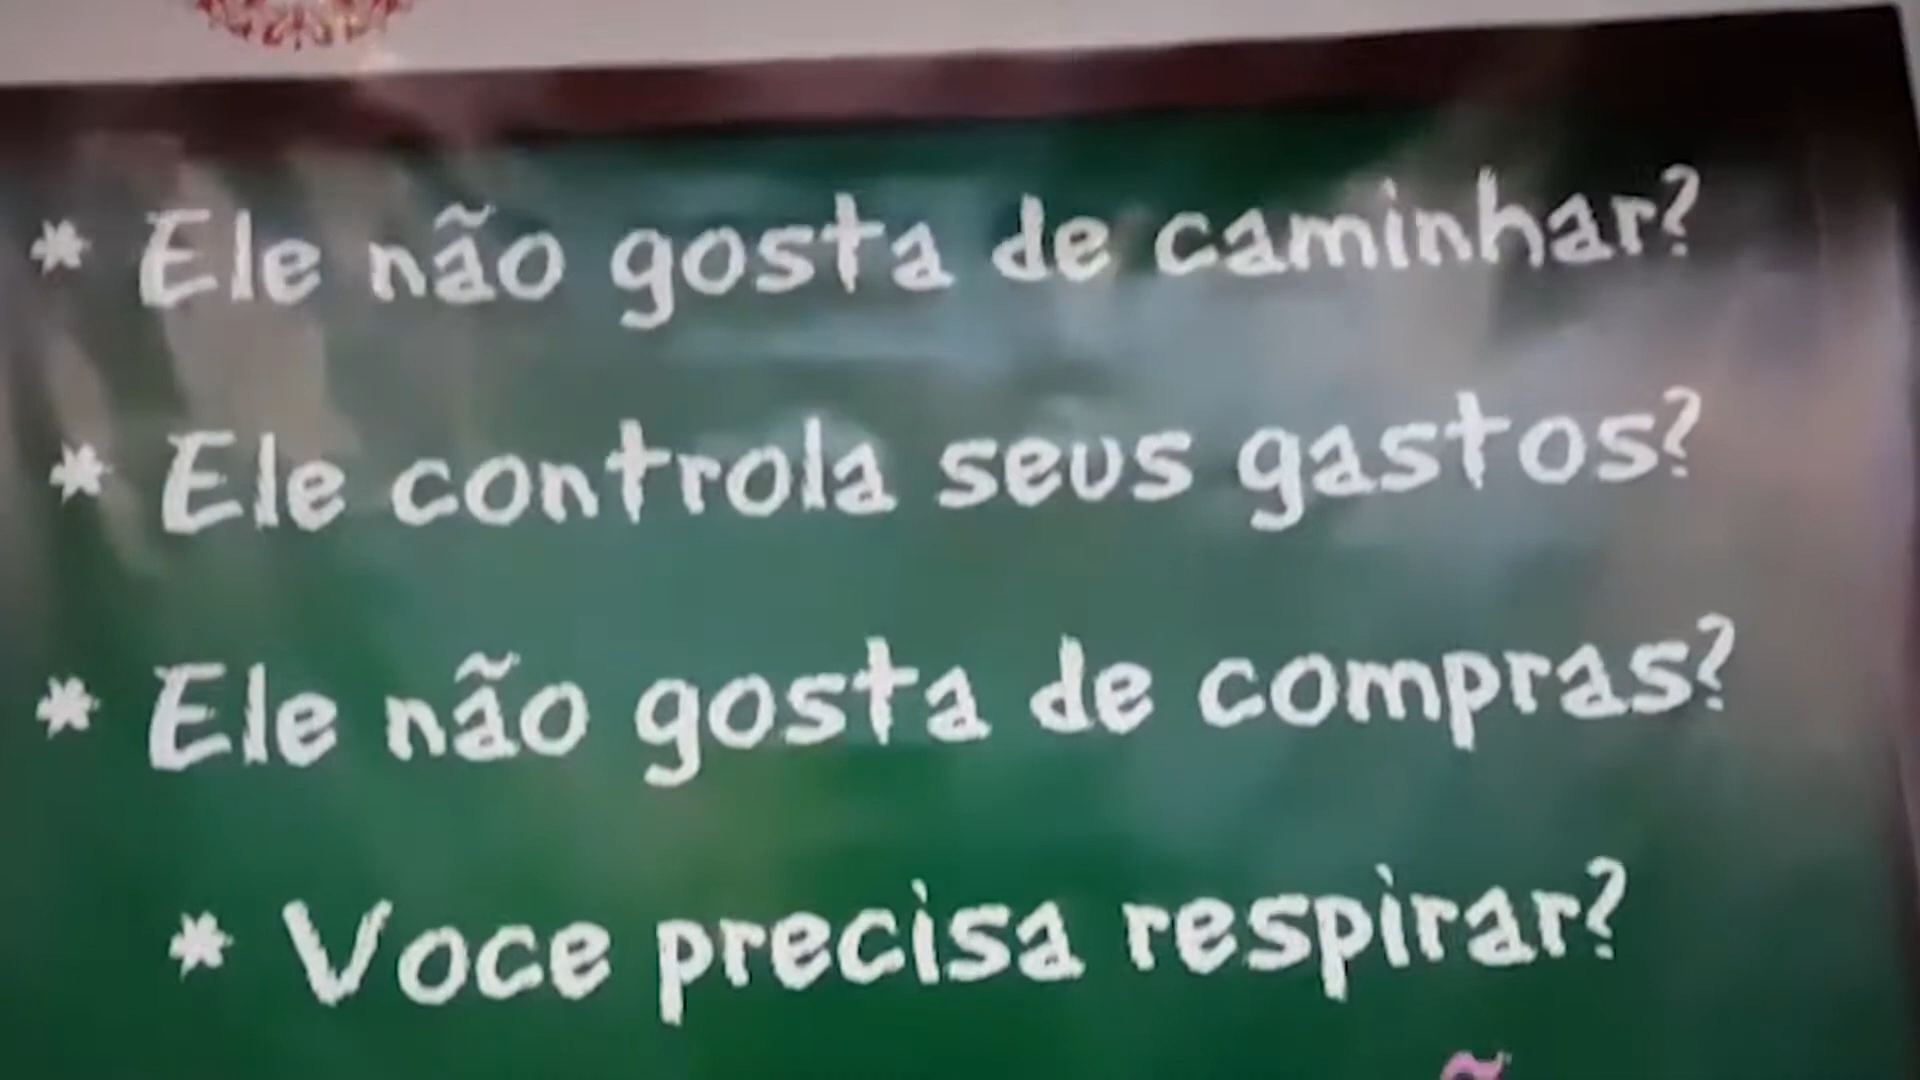 * Ele não gosta de caminhar?
* Ele controla seus gastos?
* Ele não gosta de compras?
* Voce precisa respirar?